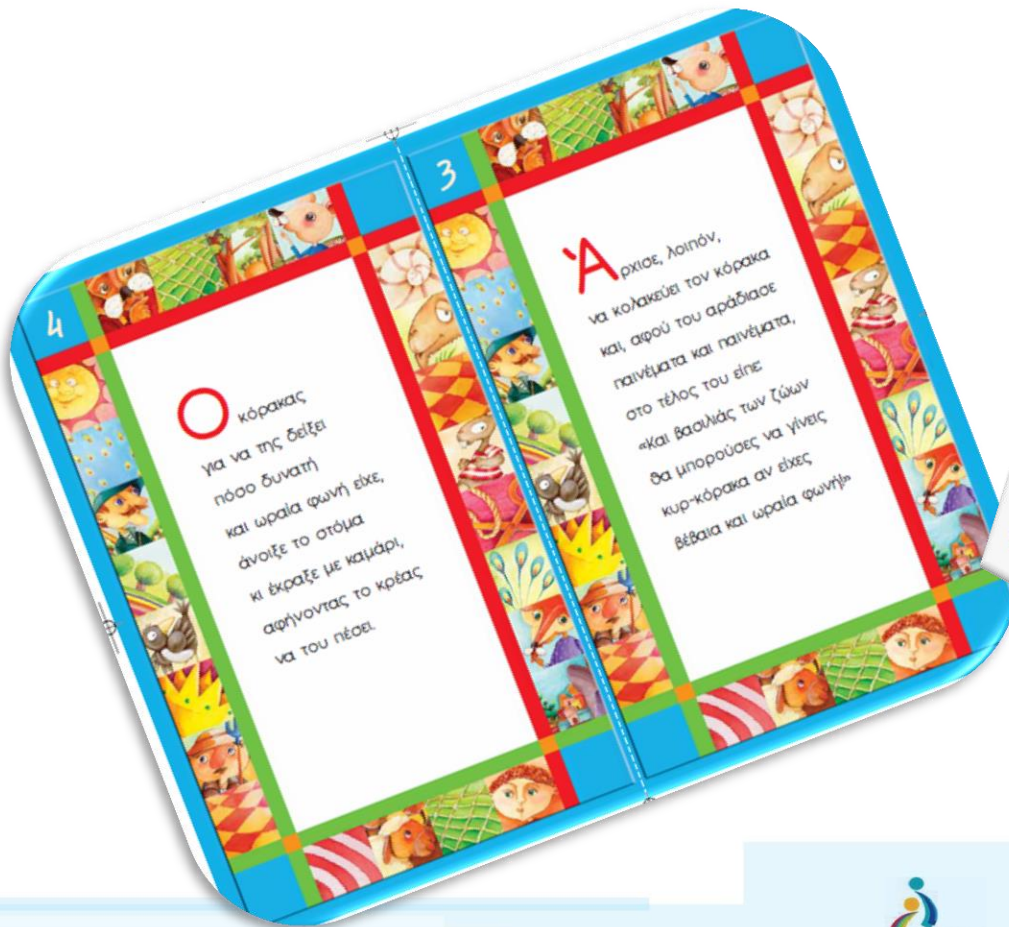 4
Ο κόρακας
για να της δείξει
πόσο δυνατή
και ωραία φωνή είχε,
άνοιξε το στόμα
κι έκραξε με καμάρι,
αφήνοντας το κρέας
να του πέσει.
3
Άρχισε, λοιπόν,
να κολακεύει τον κόρακα
και, αφού του αράδιασε
παινέματα και παινέματα,
στο τέλος του είπε:
«Και βασιλιάς των ζώων
θα μπορούσες να γίνεις
κυρ-κόρακα αν είχες
βέβαια και ωραία φωνή!»